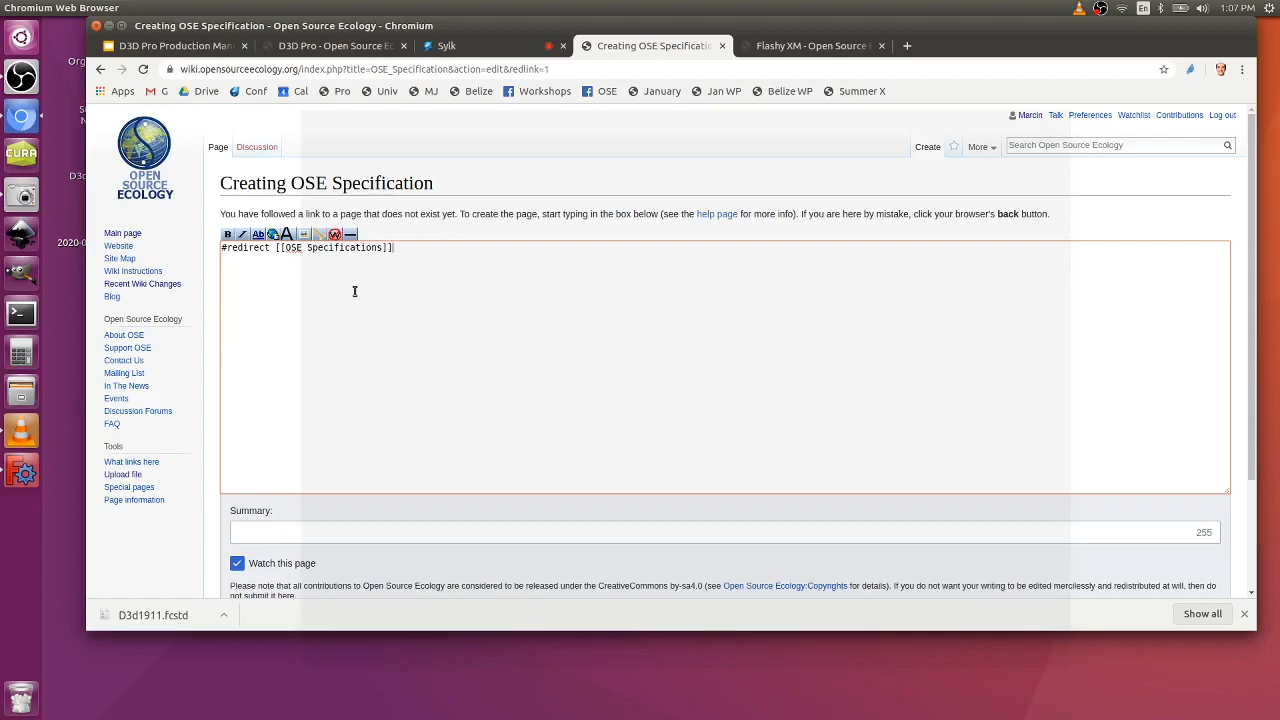 Chromium Web Browser
En
1:07 PM
Creating OSE Specification - Open Source Ecology - Chromium
D3D Pro Production Man
D3D Pro - Open Source Ec
Sylk
Creating OSE Specificatio
Flashy XM - Open Source
wiki.opensourceecology.org/index.php?title=OSE_Specification&action=edit&redlink=1
Apps
G
Drive
Conf
Cal
Pro
Univ
MJ
Belize
Workshops
OSE
January
Jan WP
Belize WP
Summer X
Marcin
Talk
Preferences
Watchlist
Contributions
Log out
OPEN SOURCE
ECOLOGY
Page
Discussion
Create
More
Search Open Source Ecology
Creating OSE Specification
You have followed a link to a page that does not exist yet. To create the page, start typing in the box below (see the help page for more info). If you are here by mistake, click your browser's back button.
#redirect [[OSE Specifications]]
Main page
Website
Site Map
Wiki Instructions
Recent Wiki Changes
Blog
Open Source Ecology
About OSE
Support OSE
Contact Us
Mailing List
In The News
Events
Discussion Forums
FAQ
Tools
What links here
Upload file
Special pages
Page information
Summary:
255
Watch this page
Please note that all contributions to Open Source Ecology are considered to be released under the CreativeCommons by-sa4.0 (see Open Source Ecology:Copyrights for details). If you do not want your writing to be edited mercilessly and redistributed at will, then do
not submit it here.
D3d1911.fcstd
Show all
Org
D3d
2020-0
CURA